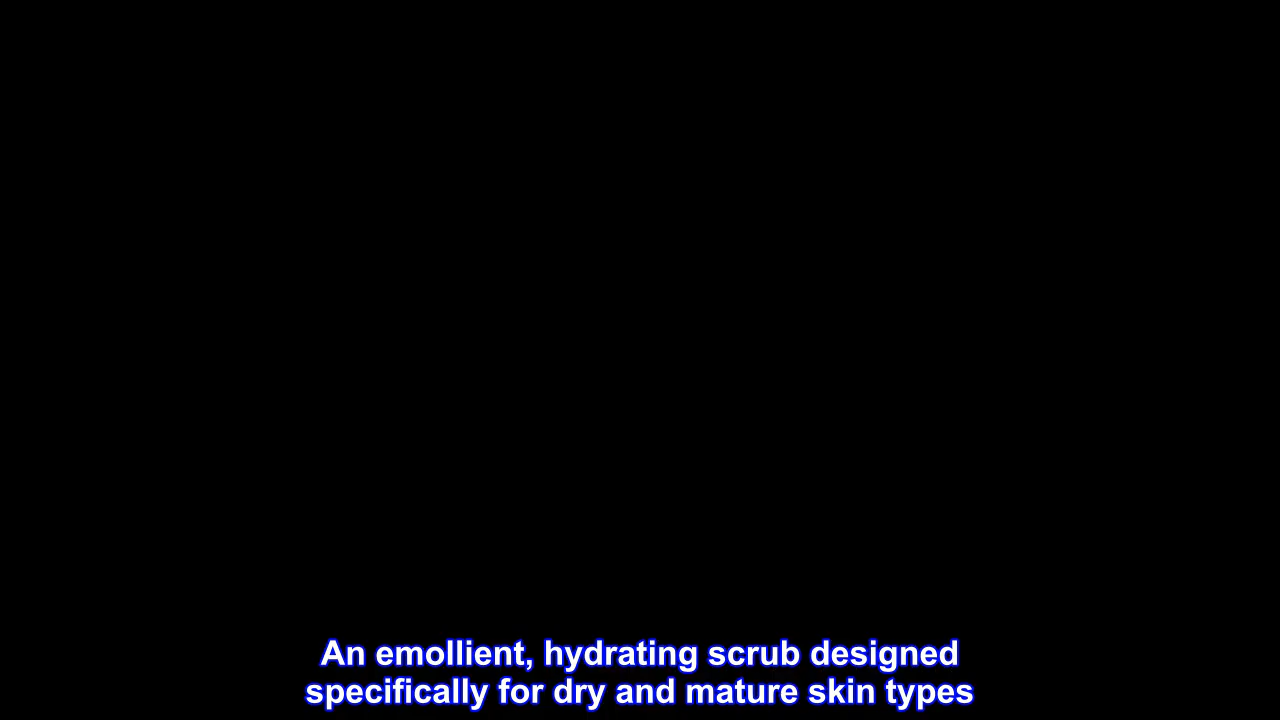 An emollient, hydrating scrub designed
specifically for dry and mature skin types